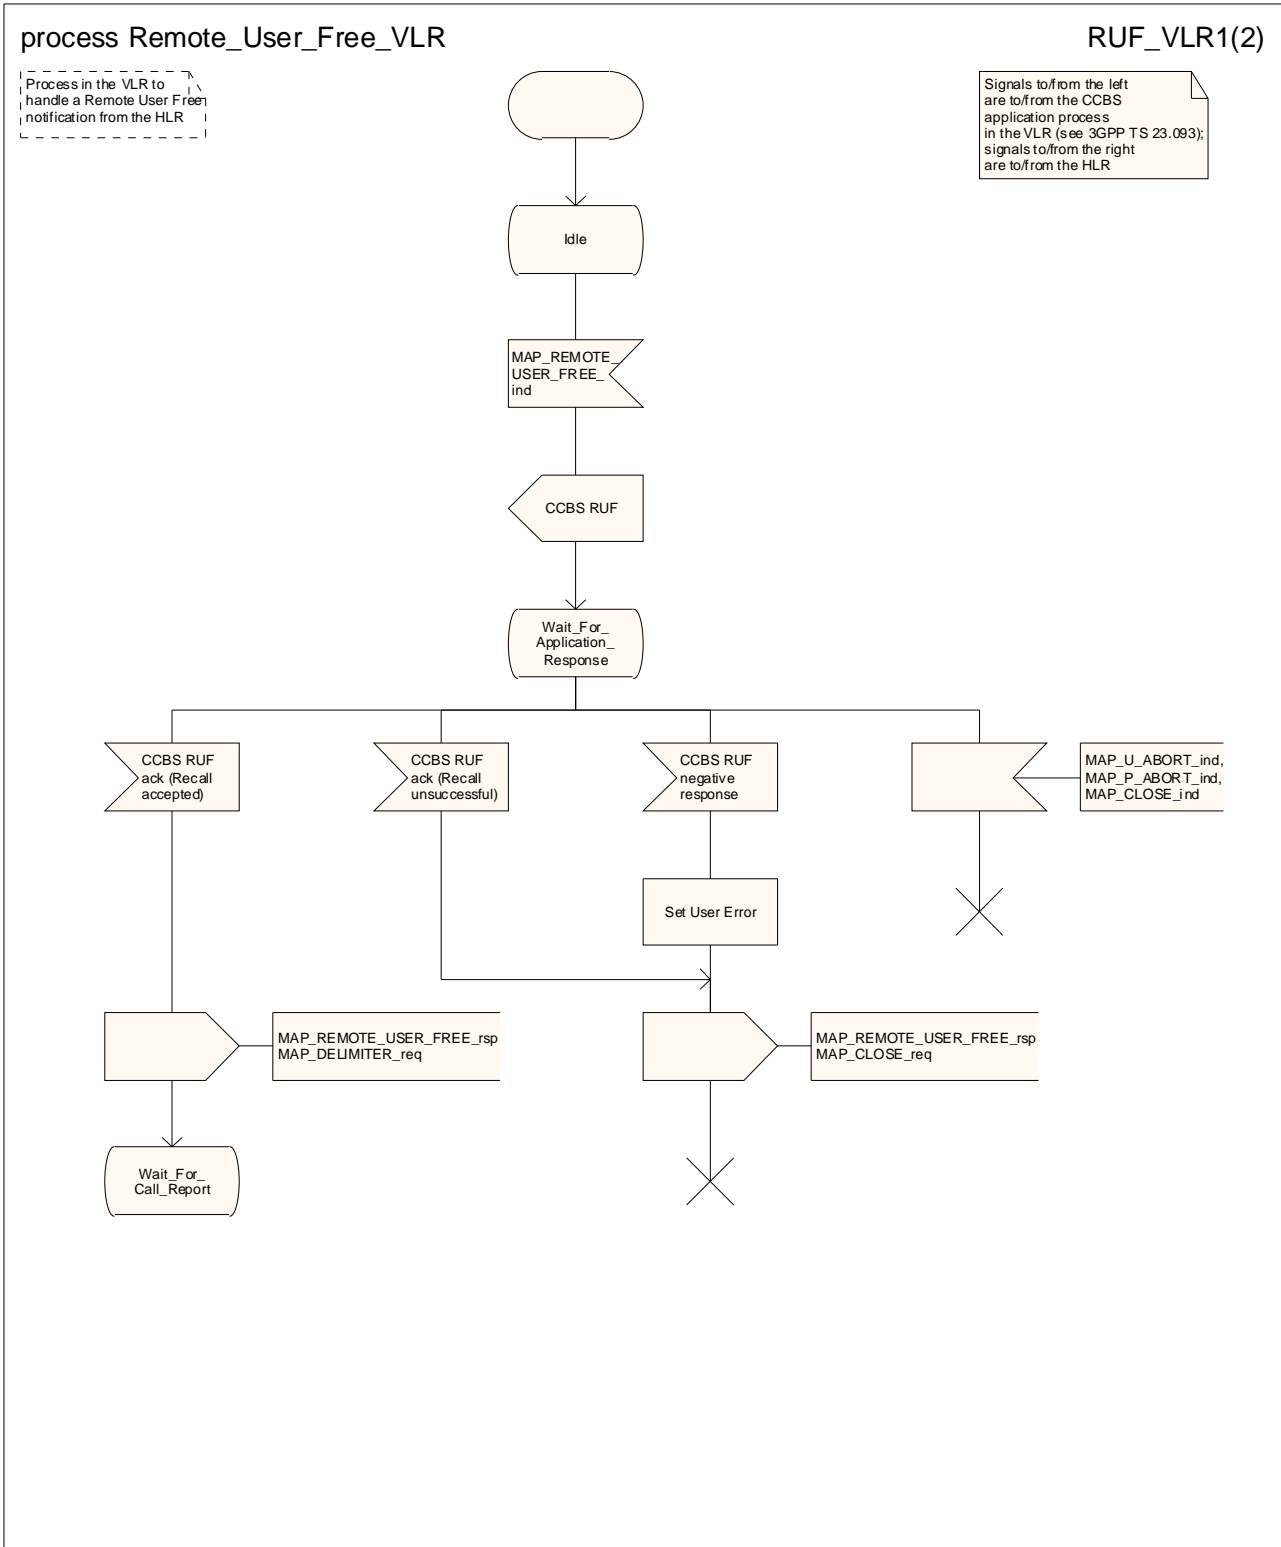 process Remote_User_Free_VLR
RUF_VLR1(2)
Process in the VLR to
handle a Remote User Free
notification from the HLR
Signals to/from the left
are to/from the CCBS
application process
in the VLR (see 3GPP TS 23.093);
signals to/from the right
are to/from the HLR
Idle
MAP_REMOTE_
USER_FREE_
ind
CCBS RUF
Wait_For_
Application_
Response
CCBS RUF
ack (Recall
accepted)
CCBS RUF
ack (Recall
unsuccessful)
CCBS RUF
negative
response
MAP_U_ABORT_ind,
MAP_P_ABORT_ind,
MAP_CLOSE_ind
Set User Error
MAP_REMOTE_USER_FREE_rsp
MAP_DELIMITER_req
MAP_REMOTE_USER_FREE_rsp
MAP_CLOSE_req
Wait_For_
Call_Report